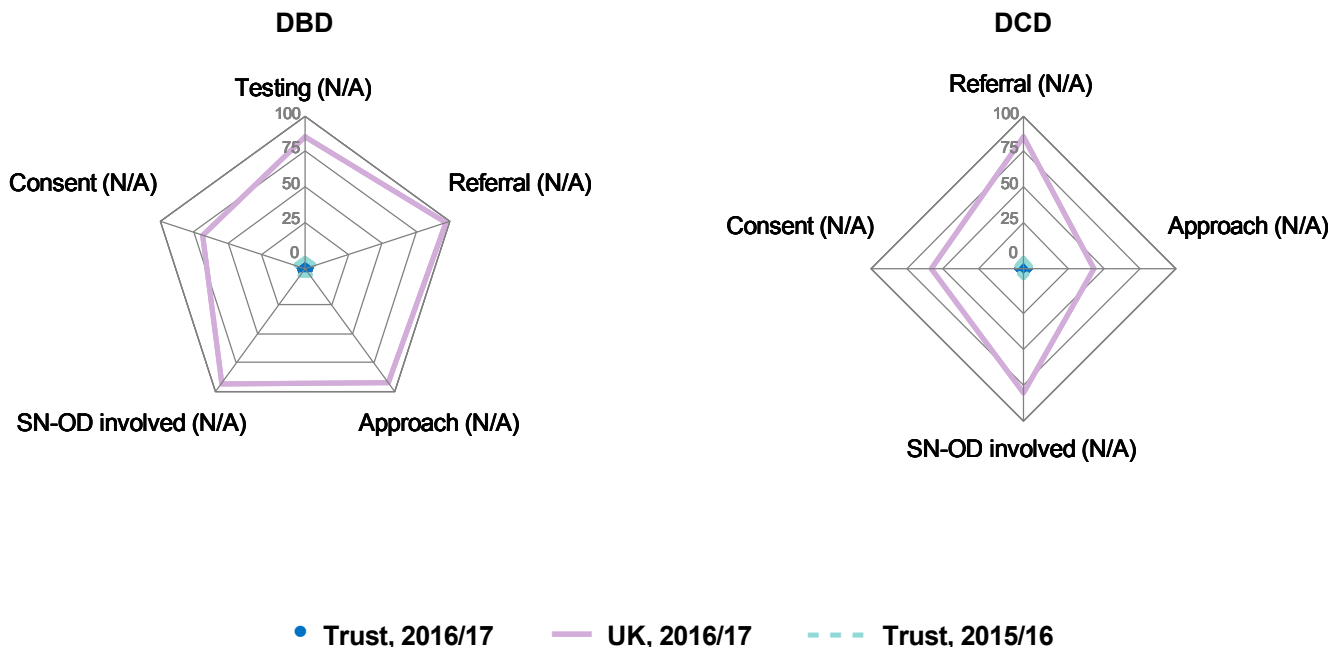 DBD
Testing (N/A)
100
75
50
25
0
Consent (N/A)
Referral (N/A)
SN-OD involved (N/A)
Approach (N/A)
DCD
Referral (N/A)
100
75
50
25
0
Consent (N/A)
Approach (N/A)
SN-OD involved (N/A)
Trust, 2016/17
UK, 2016/17
Trust, 2015/16